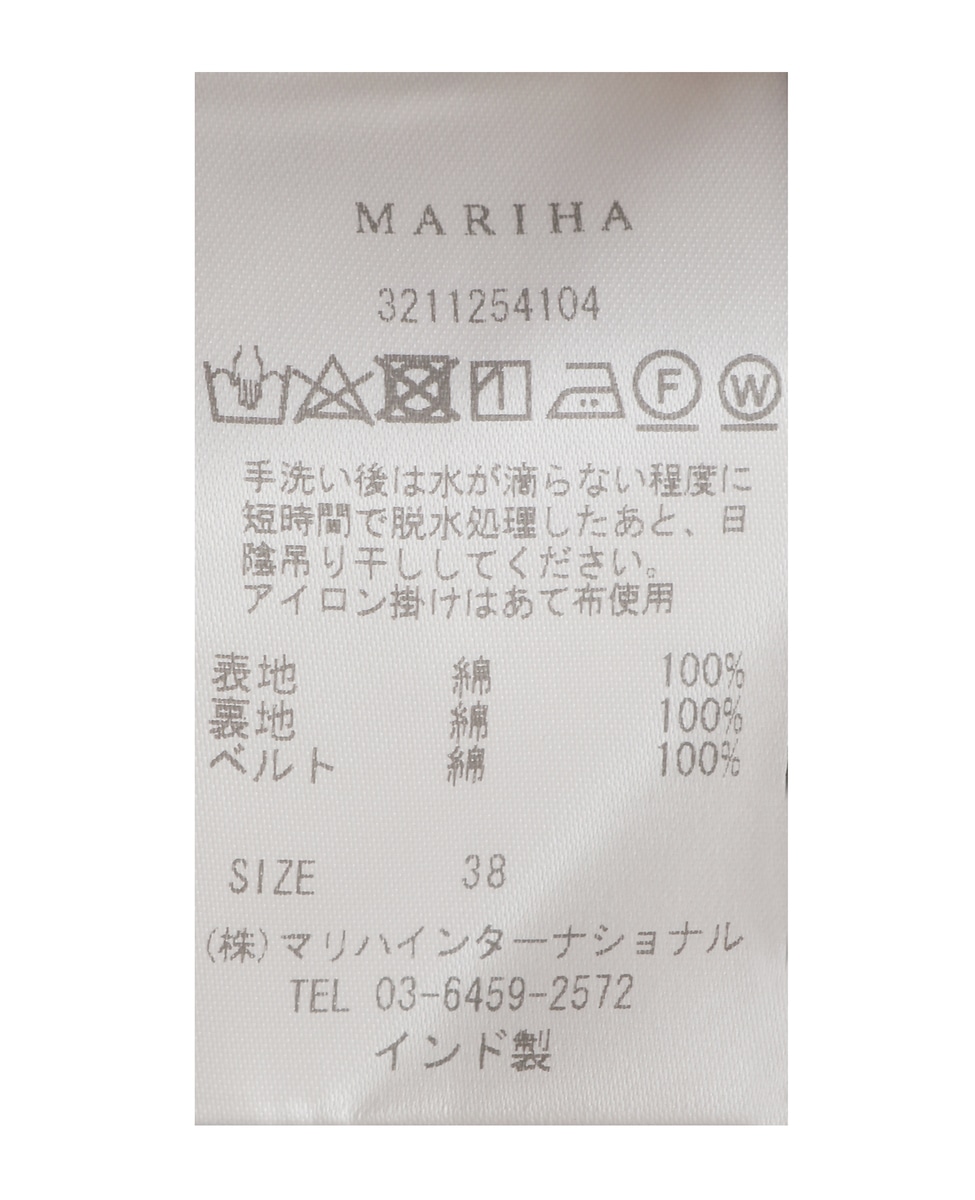 MARIHA
3211254104
F W
手洗い後は水が滴らない程度に
短時間で脱水処理したあと、日
陰吊り干ししてください。
アイロン掛けはあて布使用
表地 綿 100%
裏地 綿 100%
ベルト 綿 100%
SIZE 38
(株)マリハインターナショナル
TEL 03-6459-2572
インド製